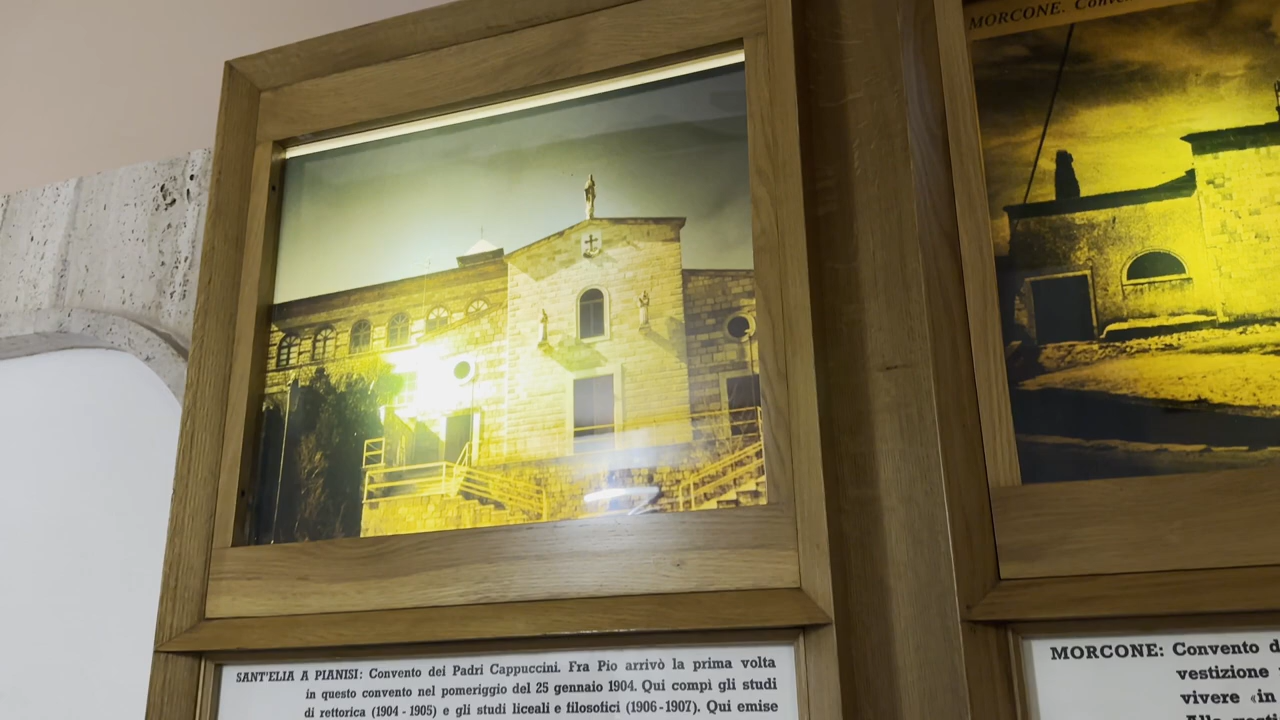 MORCONE.
SANT'ELIA A PIANISI: Convento dei Padri Cappuccini. Fra Pio arrivò la prima volta
in questo convento nel pomeriggio del 25 gennaio 1904. Qui compì gli studi
di rettorica (1904 - 1905) e gli studi liceali e filosofici (1906 - 1907). Qui emise
MORCONE: Convento d
vestizione
vivere «in